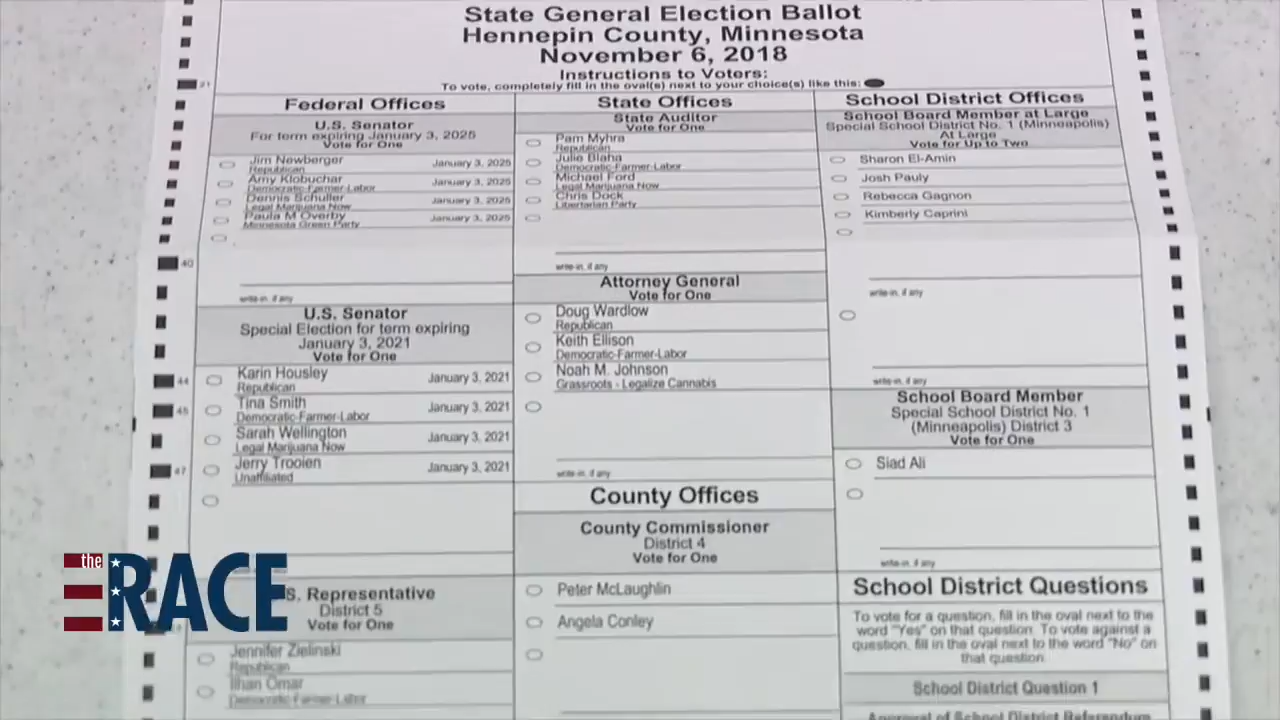 State General Election Ballot
Hennepin County, Minnesota
November 6, 2018
Instructions to Voters:
To vote, completely fill in the oval(s) next to your choice(s) like this:
21
40
44
45
47
Federal Offices
U.S. Senator
For term expiring January 3, 2025
Vote for One
Jim Newberger January 3, 2025
Republican
Amy Klobuchar January 3, 2025
Democratic-Farmer-Labor
Dennis Schuller January 3, 2025
Legal Marijuana Now
Paula M Overby January 3, 2025
Minnesota Green Party
write-in, if any
U.S. Senator
Special Election for term expiring
January 3, 2021
Vote for One
Karin Housley January 3, 2021
Republican
Tina Smith January 3, 2021
Democratic-Farmer-Labor
Sarah Wellington January 3, 2021
Legal Marijuana Now
Jerry Trooien January 3, 2021
Unaffiliated
S. Representative
District 5
Vote for One
Jennifer Zielinski
Republican
Ilhan Omar
Democratic-Farmer-Labor
State Offices
State Auditor
Vote for One
Pam Myhra
Republican
Julie Blaha
Democratic-Farmer-Labor
Michael Ford
Legal Marijuana Now
Chris Dock
Libertarian Party
write-in, if any
Attorney General
Vote for One
Doug Wardlow
Republican
Keith Ellison
Democratic-Farmer-Labor
Noah M. Johnson
Grassroots - Legalize Cannabis
write-in, if any
County Offices
County Commissioner
District 4
Vote for One
Peter McLaughlin
Angela Conley
School District Offices
School Board Member at Large
Special School District No. 1 (Minneapolis)
At Large
Vote for Up to Two
Sharon El-Amin
Josh Pauly
Rebecca Gagnon
Kimberly Caprini
write-in, if any
write-in, if any
School Board Member
Special School District No. 1
(Minneapolis) District 3
Vote for One
Siad Ali
write-in, if any
School District Questions
To vote for a question, fill in the oval next to the
word "Yes" on that question. To vote against a
question, fill in the oval next to the word "No" on
that question.
School District Question 1
Approval of School District Referendum
the
RACE